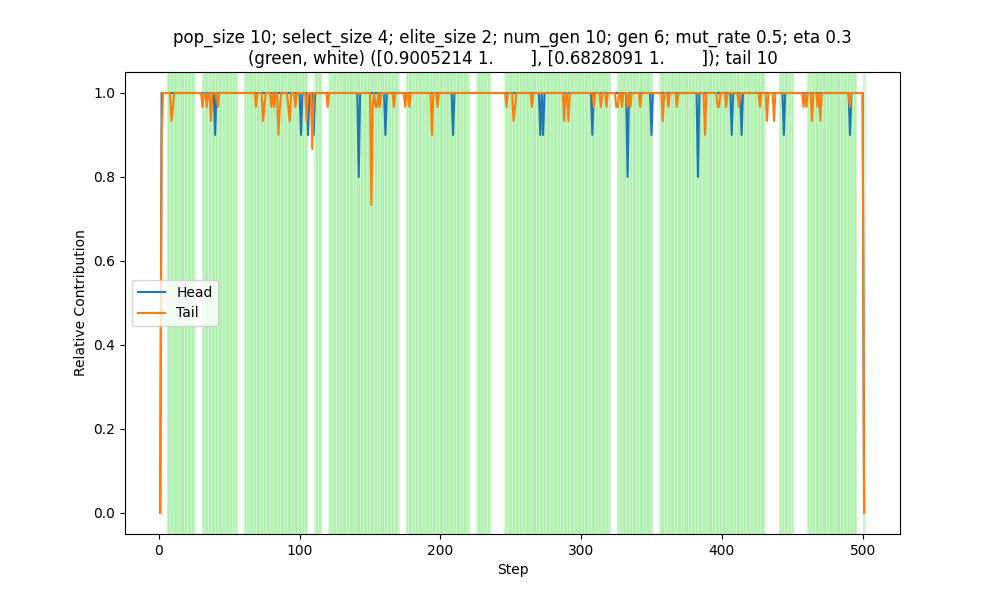 pop_size 10; select_size 4; elite_size 2; num_gen 10; gen 6; mut_rate 0.5; eta 0.3
(green, white) ([0.9005214 1.        ], [0.6828091 1.        ]); tail 10
1.0
0.8
0.6
0.4
0.2
0.0
Relative Contribution
Head
Tail
0
100
200
300
400
500
Step